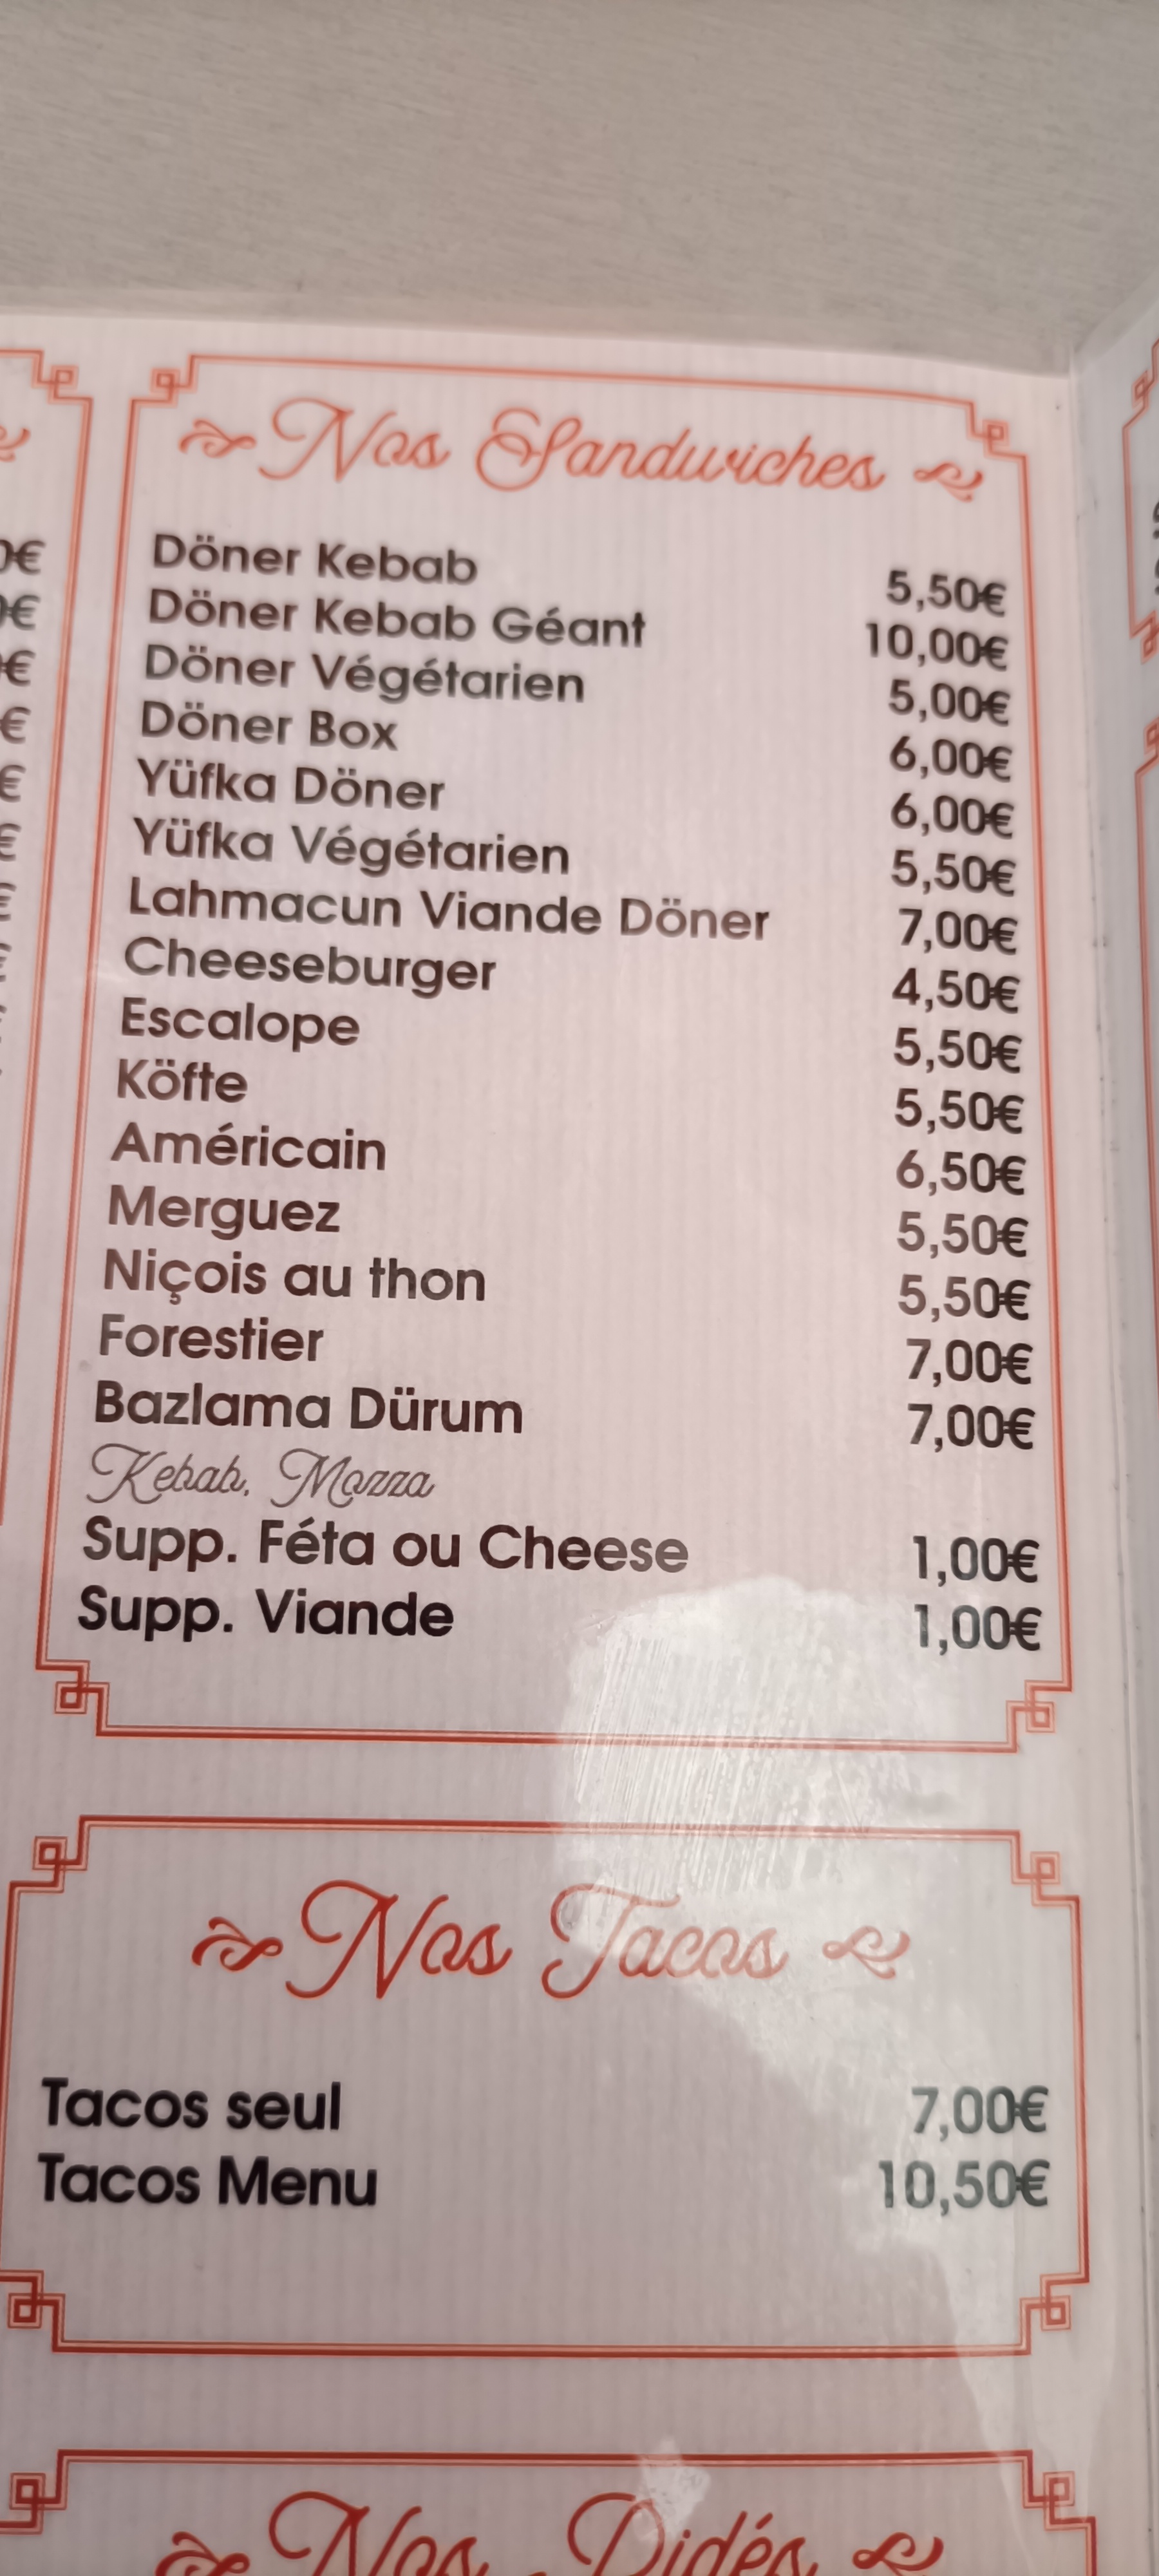 Nos Sandwiches
Döner Kebab 5,50€
Döner Kebab Géant 10,00€
Döner Végétarien 5,00€
Döner Box 6,00€
Yüfka Döner 6,00€
Yüfka Végétarien 5,50€
Lahmacun Viande Döner 7,00€
Cheeseburger 4,50€
Escalope 5,50€
Köfte 5,50€
Américain 6,50€
Merguez 5,50€
Niçois au thon 5,50€
Forestier 7,00€
Bazlama Dürum 7,00€
Kebab, Mozza
Supp. Féta ou Cheese 1,00€
Supp. Viande 1,00€
Nos Tacos
Tacos seul 7,00€
Tacos Menu 10,50€
Nos Pidés